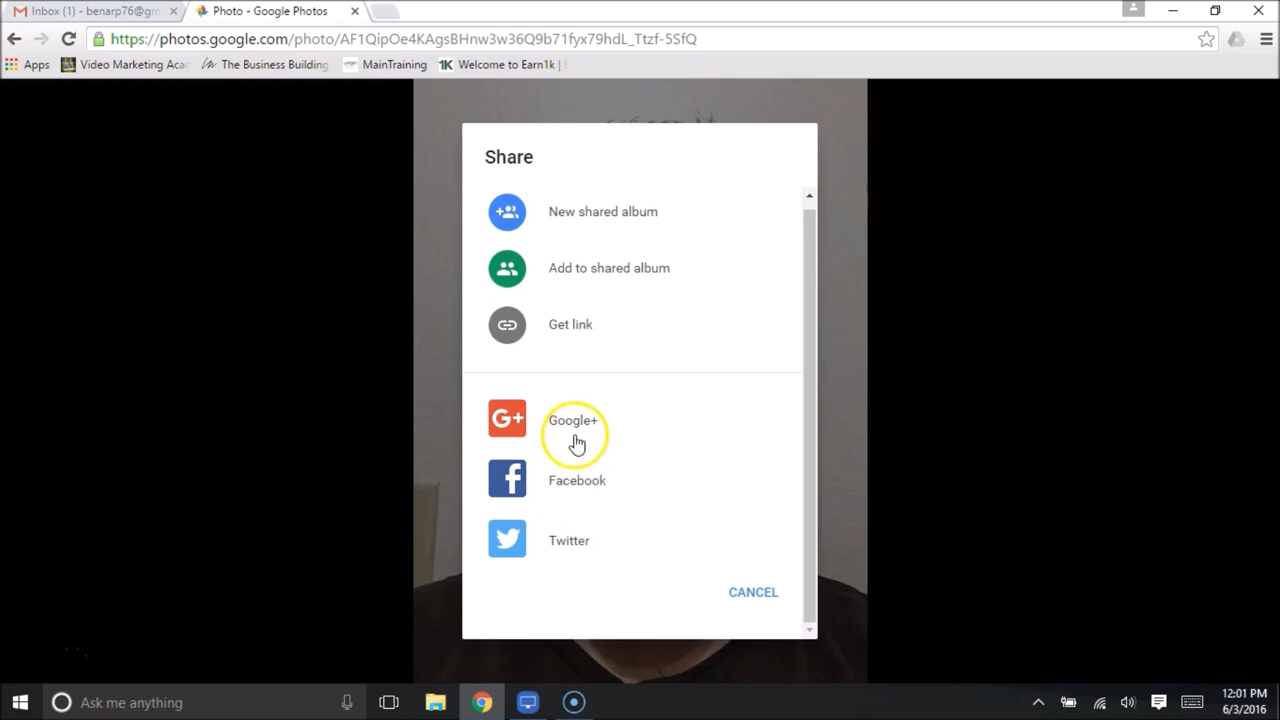 Inbox (1) - benarp76@gm
Photo - Google Photos
https://photos.google.com/photo/AF1QipOe4KAgsBHnw3w36Q9b71fyx79hdL_Ttzf-5SfQ
Apps Video Marketing Aca The Business Building MainTraining 1K Welcome to Earn1k |
Share
New shared album
Add to shared album
Get link
G+ Google+
f Facebook
Twitter
CANCEL
Ask me anything
12:01 PM
6/3/2016